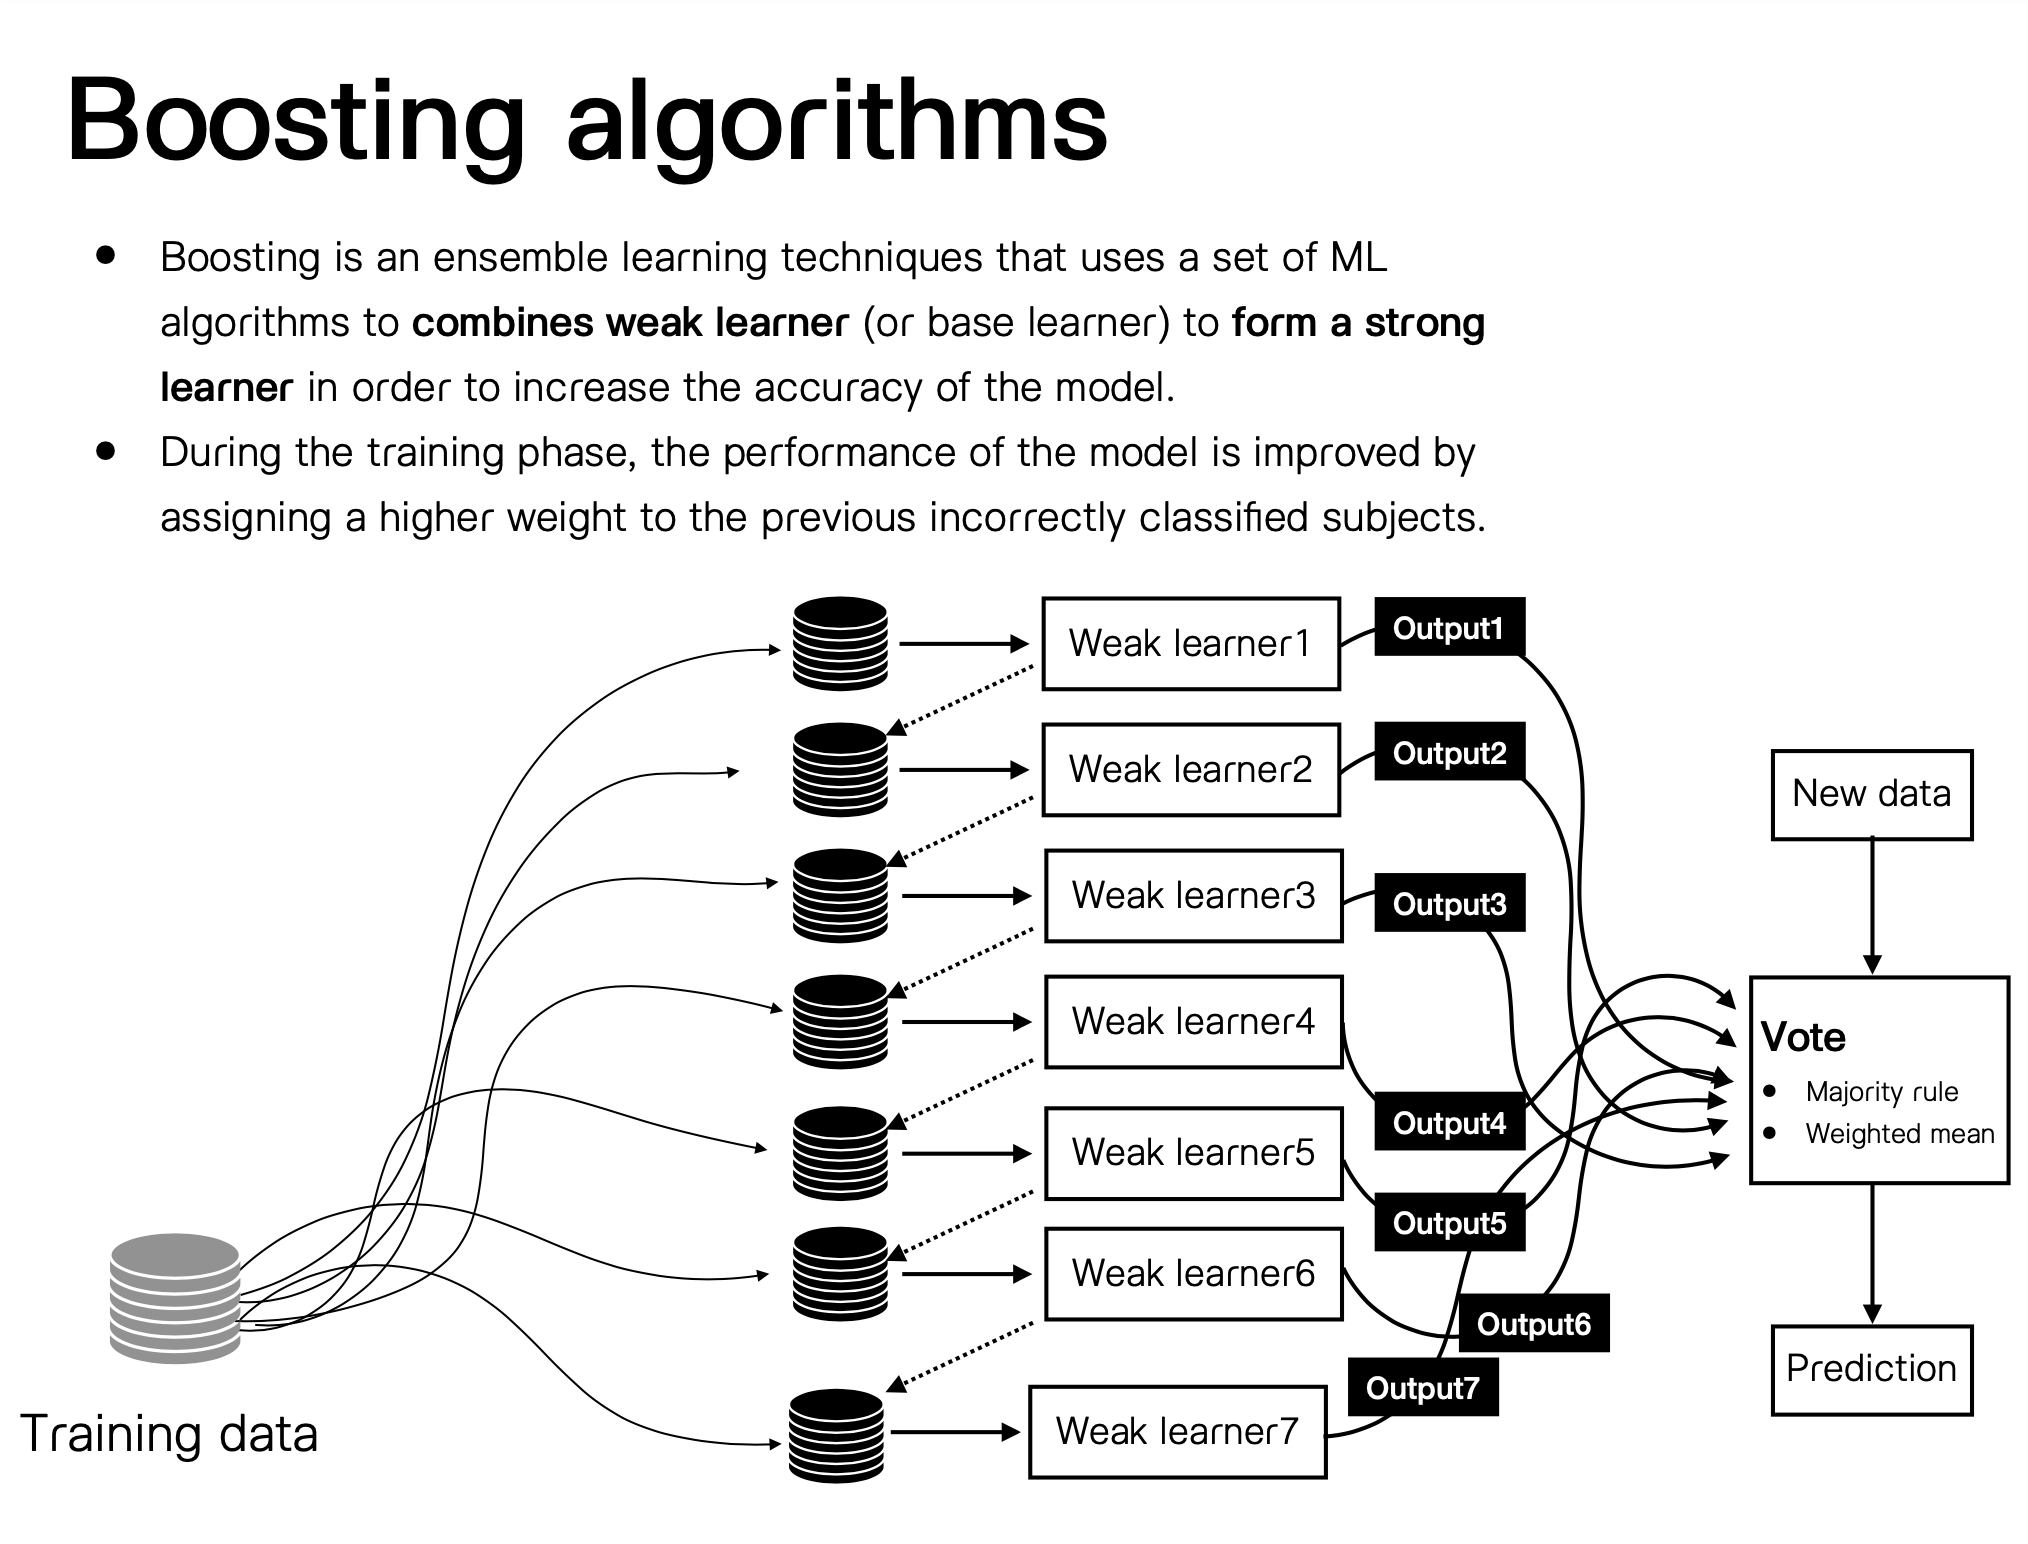 Boosting algorithms
● Boosting is an ensemble learning techniques that uses a set of ML
algorithms to combines weak learner (or base learner) to form a strong
learner in order to increase the accuracy of the model.
● During the training phase, the performance of the model is improved by
assigning a higher weight to the previous incorrectly classified subjects.
Training data
Weak learner1
Output1
Weak learner2
Output2
Weak learner3
Output3
Weak learner4
Output4
Weak learner5
Output5
Weak learner6
Output6
Weak learner7
Output7
New data
Vote
● Majority rule
● Weighted mean
Prediction